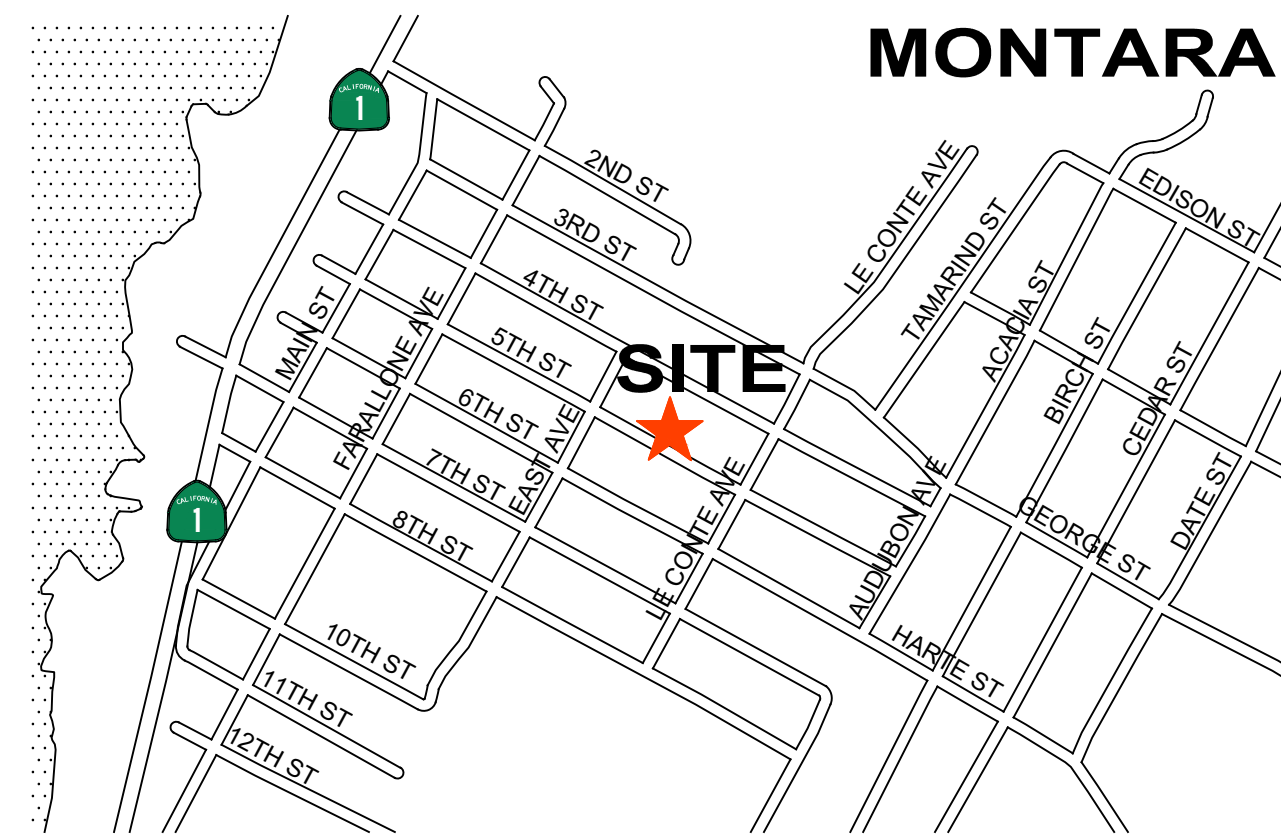 MONTARA
CALIFORNIA
1
2ND ST
LE CONTE AVE
EDISON ST
3RD ST
TAMARIND ST
4TH ST
ACACIA ST
MAIN ST
FARALLONE AVE
5TH ST
SITE
BIRCH ST
CEDAR ST
6TH ST
EAST AVE
7TH ST
DATE ST
CALIFORNIA
1
8TH ST
LE CONTE AVE
AUDUBON AVE
GEORGE ST
10TH ST
HARTE ST
11TH ST
12TH ST